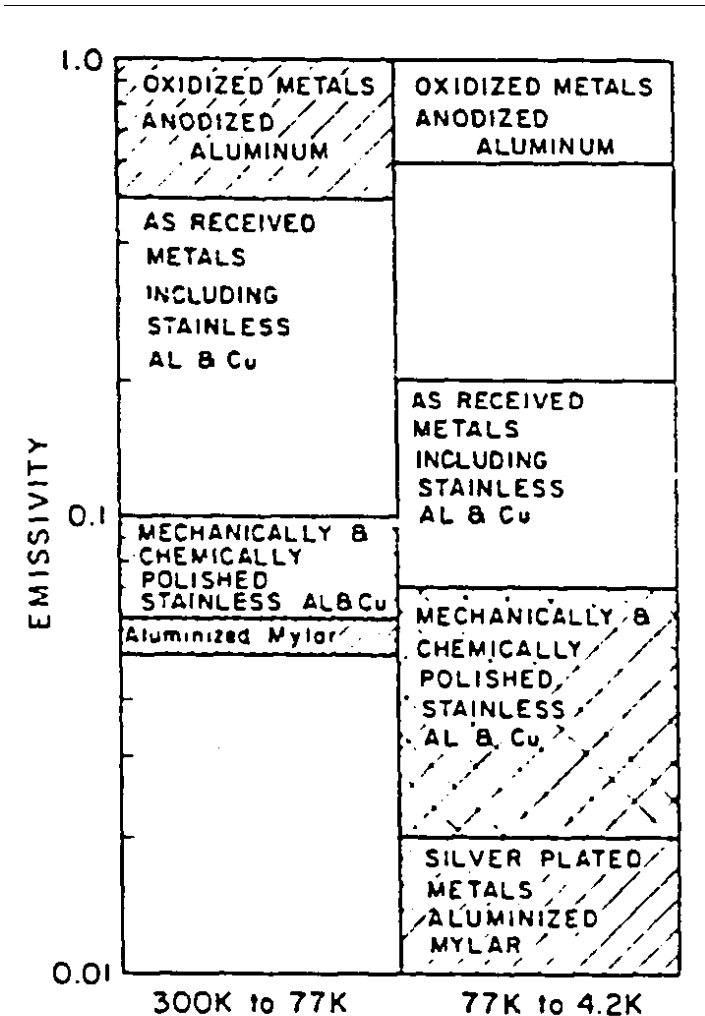 1.0
OXIDIZED METALS
ANODIZED
ALUMINUM
AS RECEIVED
METALS
INCLUDING
STAINLESS
AL & Cu
0.1
MECHANICALLY &
CHEMICALLY
POLISHED
STAINLESS AL&Cu
Aluminized Mylar
0.01
EMISSIVITY
300K to 77K
OXIDIZED METALS
ANODIZED
ALUMINUM
AS RECEIVED
METALS
INCLUDING
STAINLESS
AL & Cu
MECHANICALLY &
CHEMICALLY
POLISHED
STAINLESS
AL & Cu
SILVER PLATED
METALS
ALUMINIZED
MYLAR
77K to 4.2K